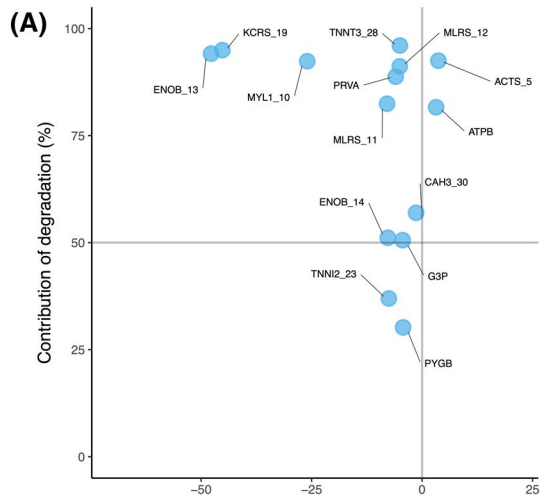 (A)
Contribution of degradation (%)
100
75
50
25
0
KCRS_19
TNNT3_28
MLRS_12
ENOB_13
MYL1_10
PRVA
ACTS_5
MLRS_11
ATPB
CAH3_30
ENOB_14
TNNI2_23
G3P
PYGB
−50
−25
0
25